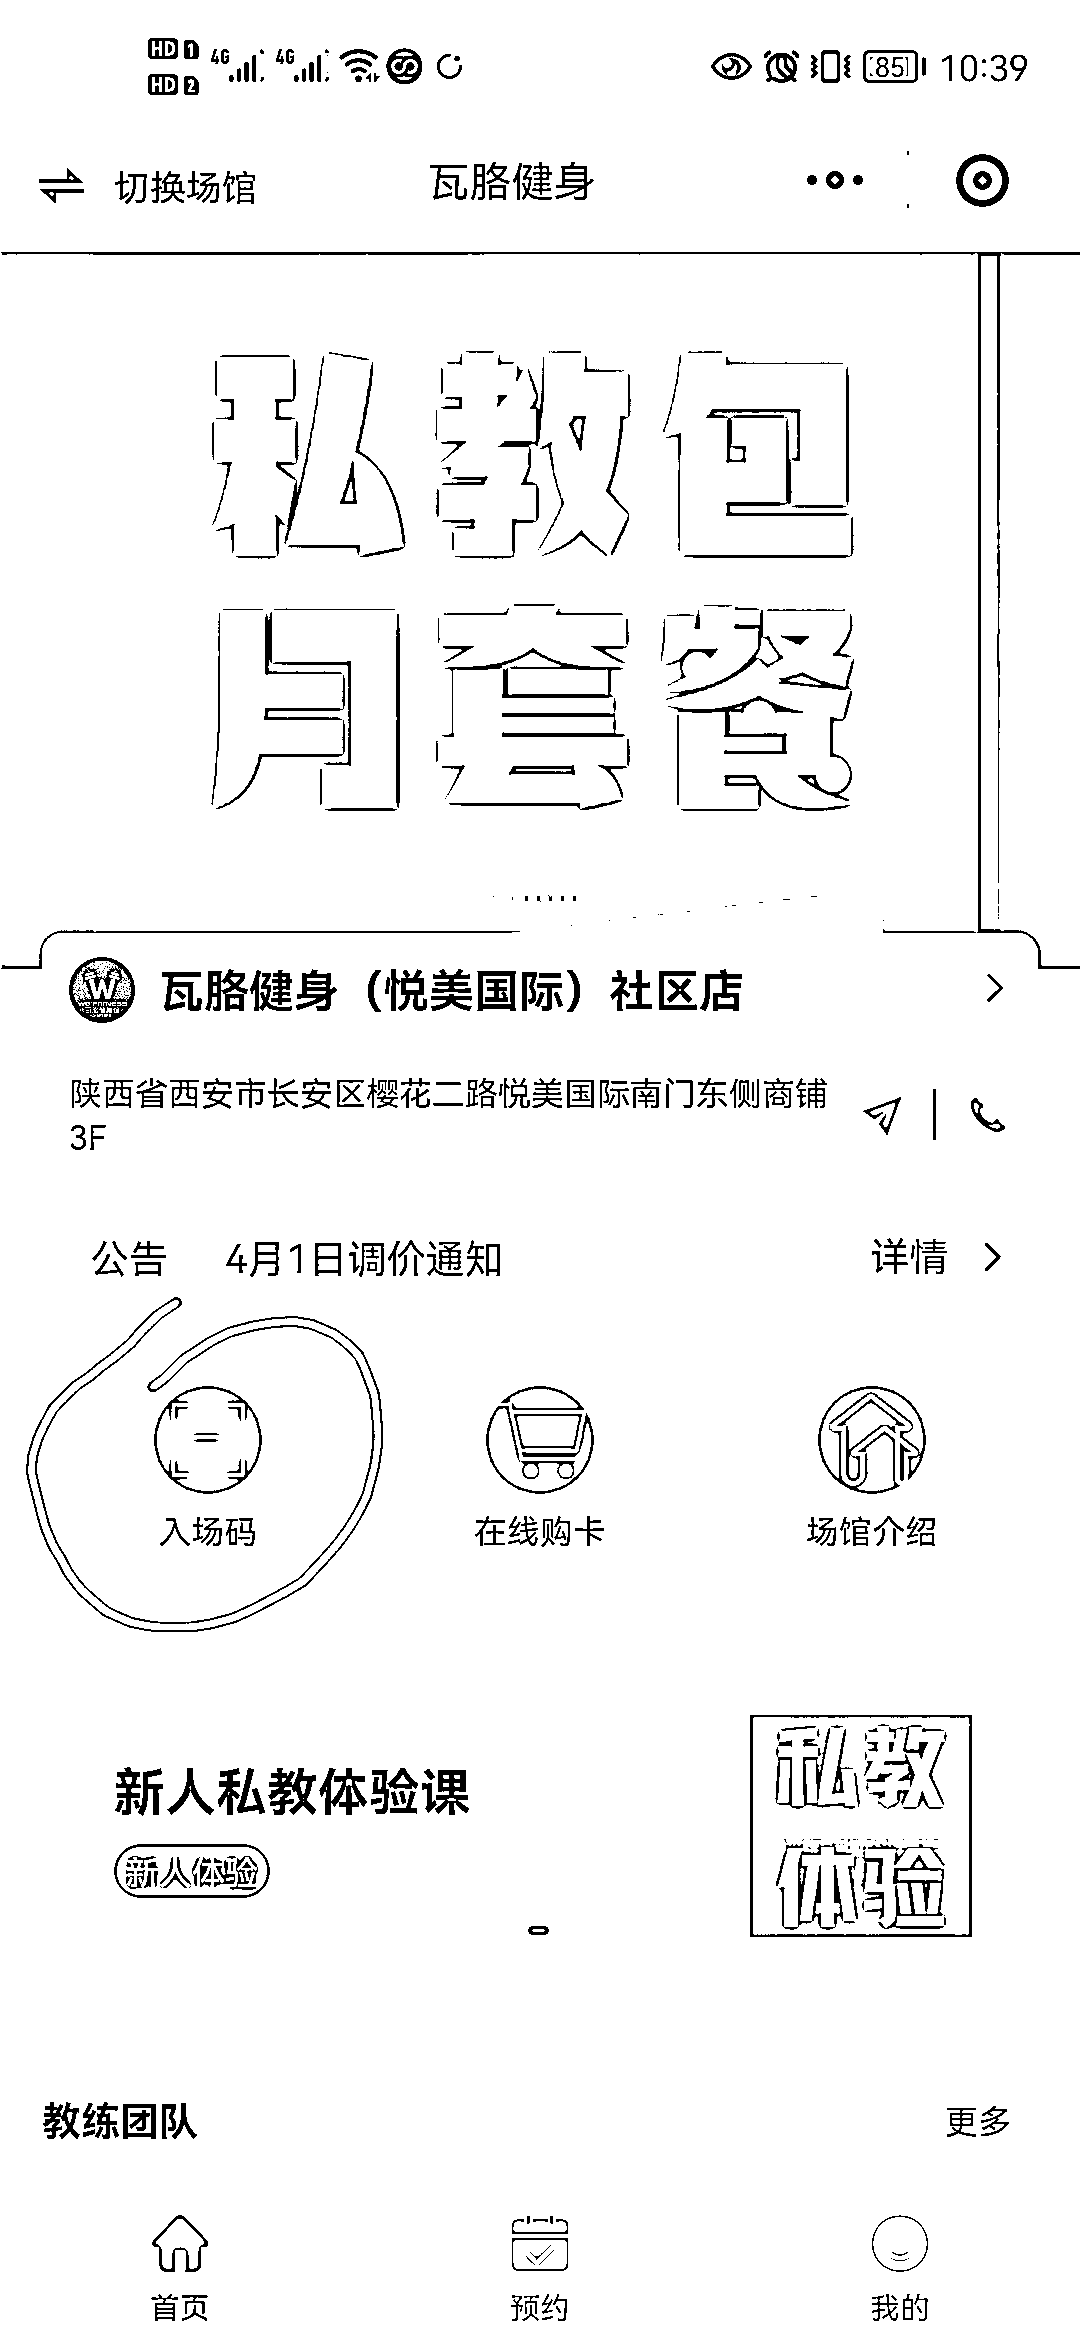 HD 1 4G 4G 85 10:39
HD 2
切换场馆 瓦胳健身
私教包
月套餐
W
瓦胳健身（悦美国际）社区店
陕西省西安市长安区樱花二路悦美国际南门东侧商铺
3F
公告 4月1日调价通知 详情
入场码 在线购卡 场馆介绍
新人私教体验课
新人体验
私教
体验
教练团队 更多
首页 预约 我的